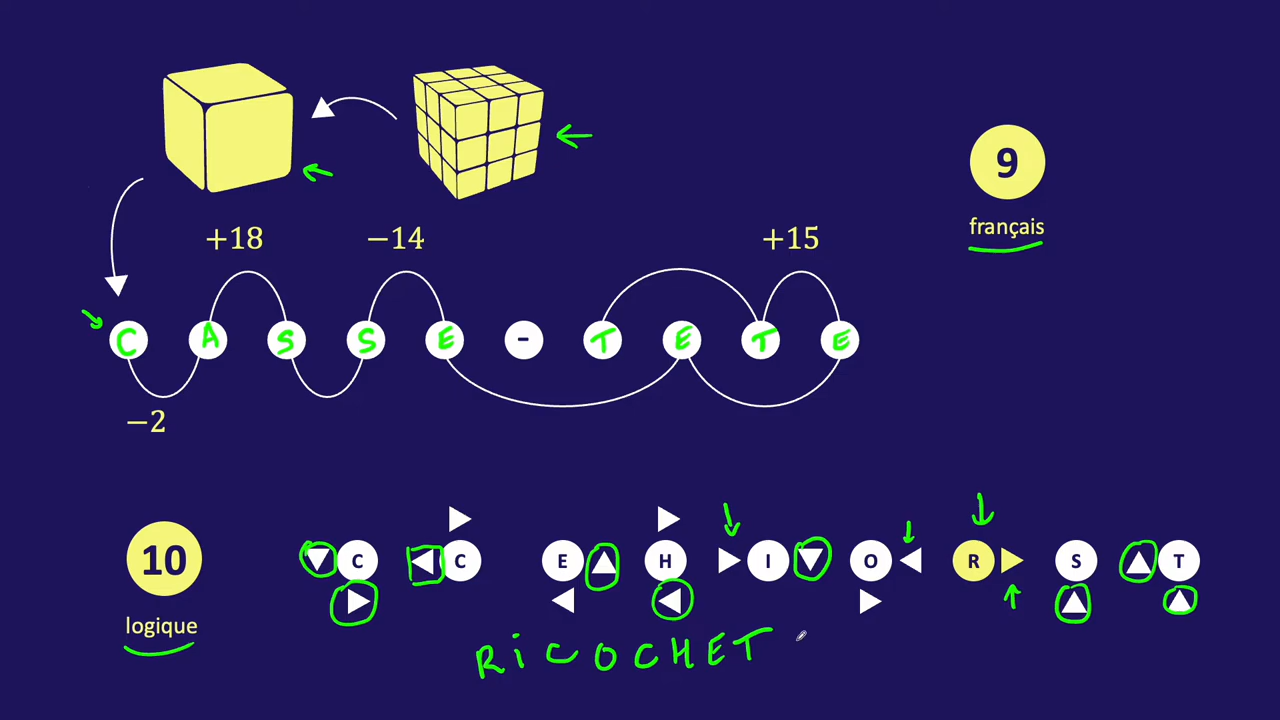 9
français
+18 −14 +15
C A S S E - T E T E
−2
10
logique
C C E H I O R S T
RiCOCHET